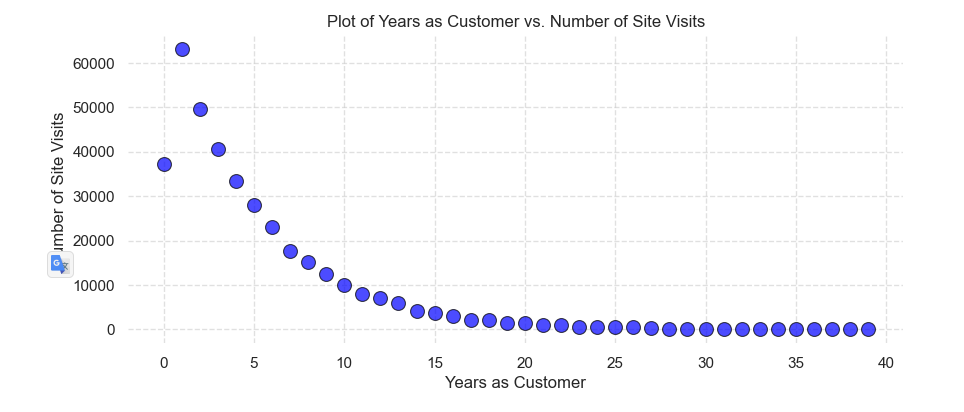 Plot of Years as Customer vs. Number of Site Visits
60000
50000
40000
30000
20000
10000
0
umber of Site Visits
0 5 10 15 20 25 30 35 40
Years as Customer